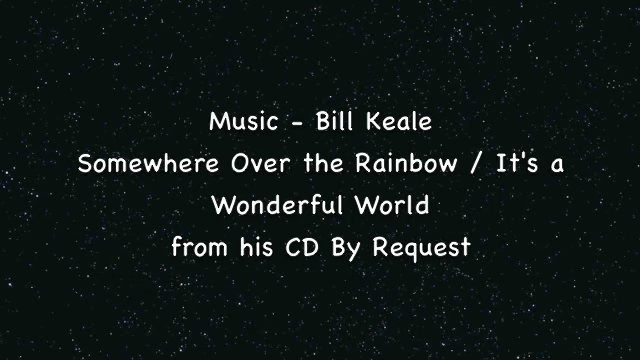 Music - Bill Keale
Somewhere Over the Rainbow / It's a
Wonderful World
from his CD By Request